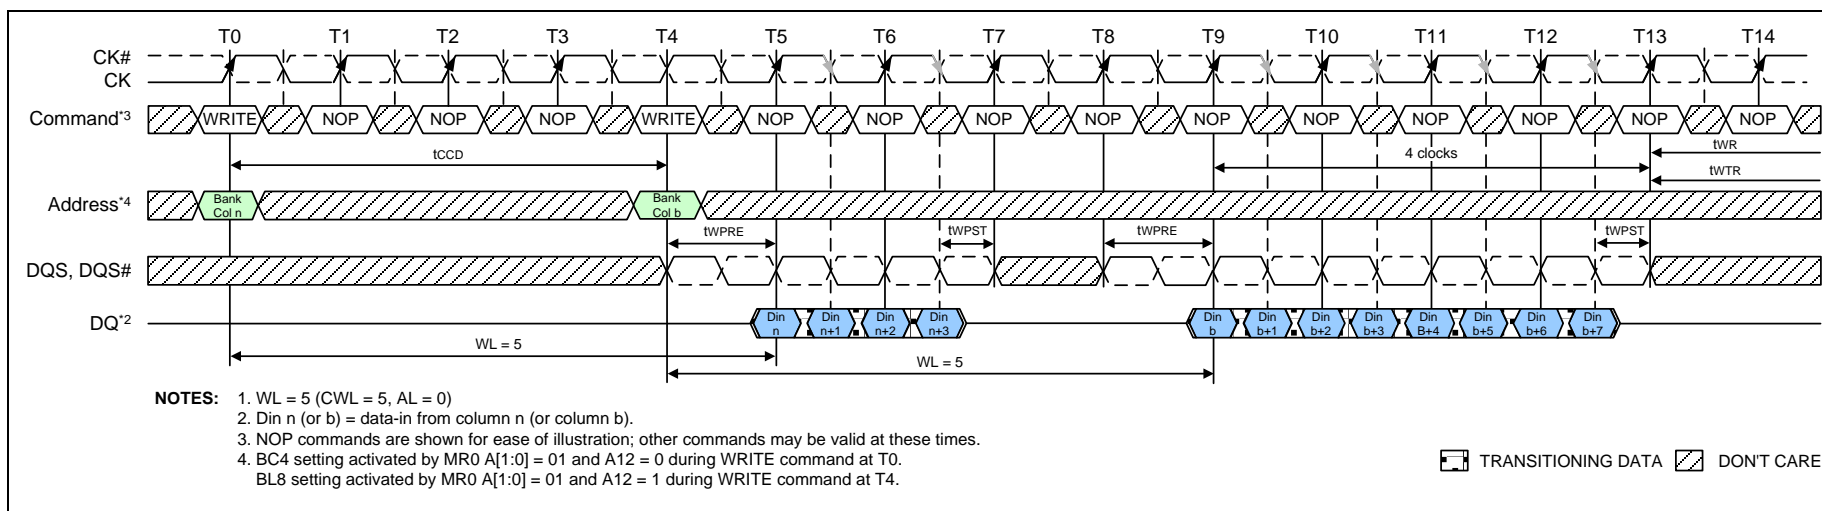 T0 T1 T2 T3 T4 T5 T6 T7 T8 T9 T10 T11 T12 T13 T14
CK#
CK
Command*3 WRITE NOP NOP NOP WRITE NOP NOP NOP NOP NOP NOP NOP NOP NOP NOP
tCCD 4 clocks tWR
tWTR
Address*4 Bank Col n Bank Col b
tWPRE tWPST tWPRE tWPST
DQS, DQS#
DQ*2 Din n Din n+1 Din n+2 Din n+3 Din b Din b+1 Din b+2 Din b+3 Din B+4 Din b+5 Din b+6 Din b+7
WL = 5 WL = 5
NOTES: 1. WL = 5 (CWL = 5, AL = 0)
2. Din n (or b) = data-in from column n (or column b).
3. NOP commands are shown for ease of illustration; other commands may be valid at these times.
4. BC4 setting activated by MR0 A[1:0] = 01 and A12 = 0 during WRITE command at T0.
BL8 setting activated by MR0 A[1:0] = 01 and A12 = 1 during WRITE command at T4.
TRANSITIONING DATA DON'T CARE